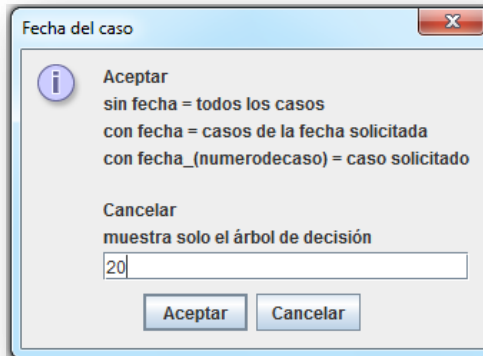 Fecha del caso
Aceptar
sin fecha = todos los casos
con fecha = casos de la fecha solicitada
con fecha_(numerodecaso) = caso solicitado
Cancelar
muestra solo el árbol de decisión
20
Aceptar Cancelar